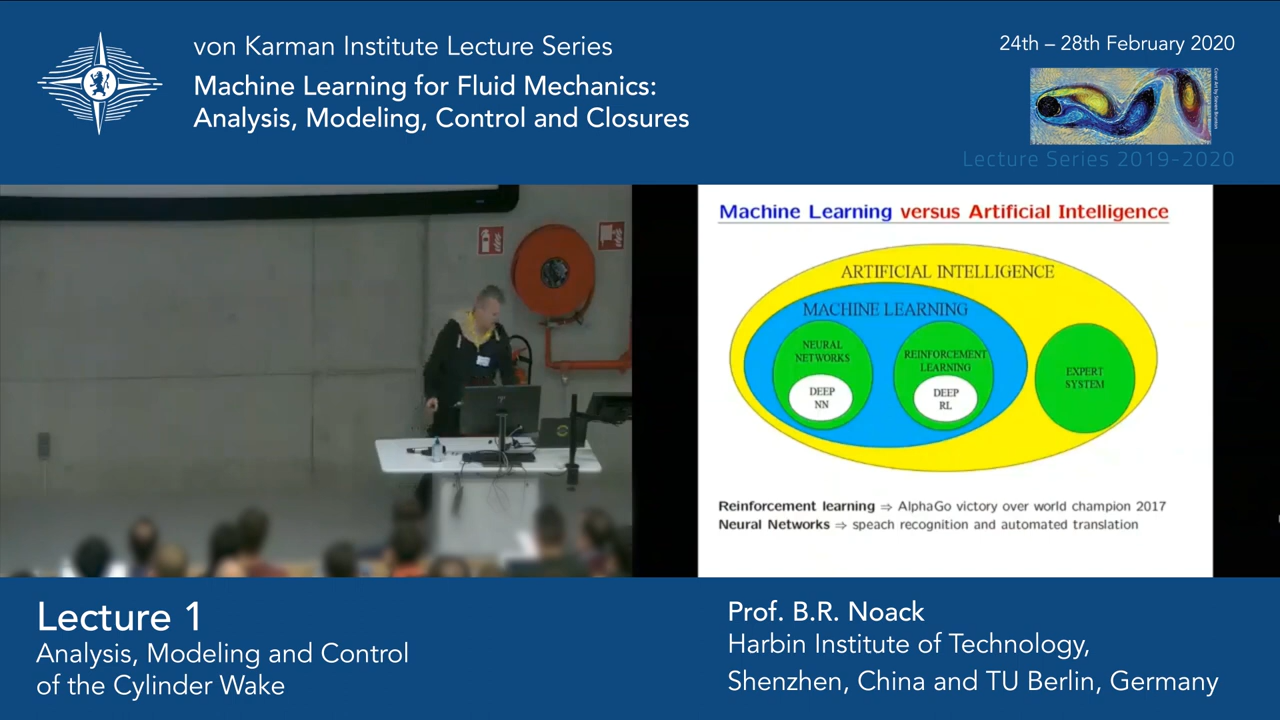 von Karman Institute Lecture Series
Machine Learning for Fluid Mechanics:
Analysis, Modeling, Control and Closures
24th – 28th February 2020
Lecture Series 2019-2020
Machine Learning versus Artificial Intelligence
ARTIFICIAL INTELLIGENCE
MACHINE LEARNING
NEURAL
NETWORKS
DEEP
NN
REINFORCEMENT
LEARNING
DEEP
RL
EXPERT
SYSTEM
Reinforcement learning ⇒ AlphaGo victory over world champion 2017
Neural Networks ⇒ speach recognition and automated translation
Lecture 1
Analysis, Modeling and Control
of the Cylinder Wake
Prof. B.R. Noack
Harbin Institute of Technology,
Shenzhen, China and TU Berlin, Germany